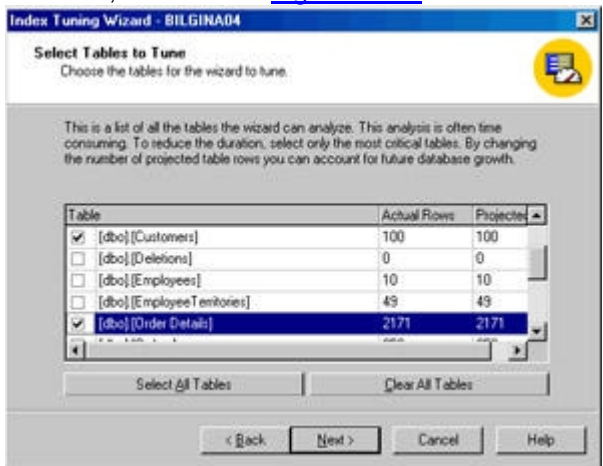 Index Tuning Wizard - BILGINA04
Select Tables to Tune
Choose the tables for the wizard to tune.
This is a list of all the tables the wizard can analyze. This analysis is often time
consuming. To reduce the duration, select only the most critical tables. By changing
the number of projected table rows you can account for future database growth.
Table Actual Rows Projected
[dbo].[Customers] 100 100
[dbo].[Deletions] 0 0
[dbo].[Employees] 10 10
[dbo].[EmployeeTerritories] 49 49
[dbo].[Order Details] 2171 2171
Select All Tables Clear All Tables
< Back Next > Cancel Help